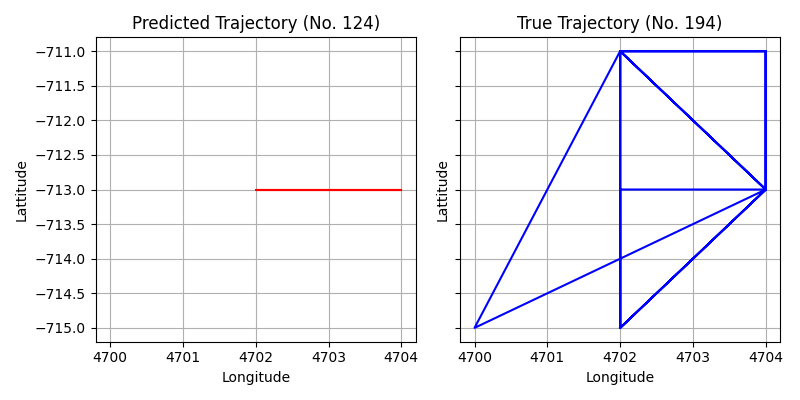 Predicted Trajectory (No. 124)
True Trajectory (No. 194)
−711.0
−711.5
−712.0
−712.5
−713.0
−713.5
−714.0
−714.5
−715.0
Lattitude
Lattitude
4700 4701 4702 4703 4704
4700 4701 4702 4703 4704
Longitude
Longitude